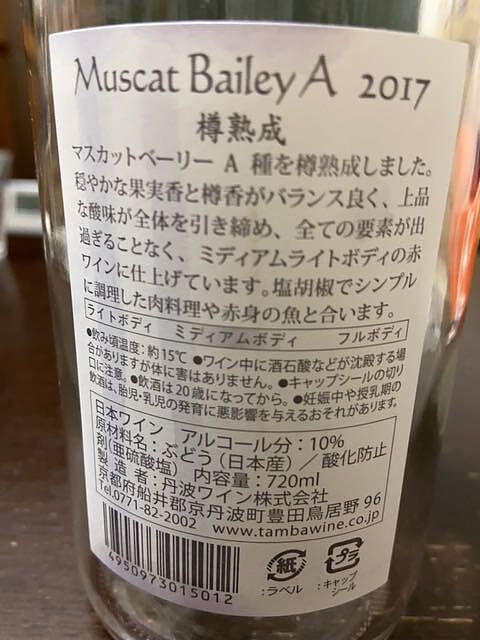 Muscat Bailey A 2017
樽熟成
マスカットベーリー A 種を樽熟成しました。
穏やかな果実香と樽香がバランス良く、上品
な酸味が全体を引き締め、全ての要素が出
過ぎることなく、ミディアムライトボディの赤
ワインに仕上げています。塩胡椒でシンプル
に調理した肉料理や赤身の魚と合います。
ライトボディ ミディアムボディ フルボディ
●飲み頃温度：約15℃ ●ワイン中に酒石酸などが沈殿する場
合がありますが体に害はありません。●キャップシールの切り
口に注意。●飲酒は20歳になってから。●妊娠中や授乳期の
飲酒は、胎児・乳児の発育に悪影響を与えるおそれがあります。
日本ワイン アルコール分：10%
原材料名：ぶどう（日本産）／酸化防止
剤（亜硫酸塩） 内容量：720ml
製造者：丹波ワイン株式会社
京都府船井郡京丹波町豊田鳥居野 96
Tel.0771-82-2002 www.tambawine.co.jp
4950973015012
紙 プラ
：ラベル ：キャップ
シール